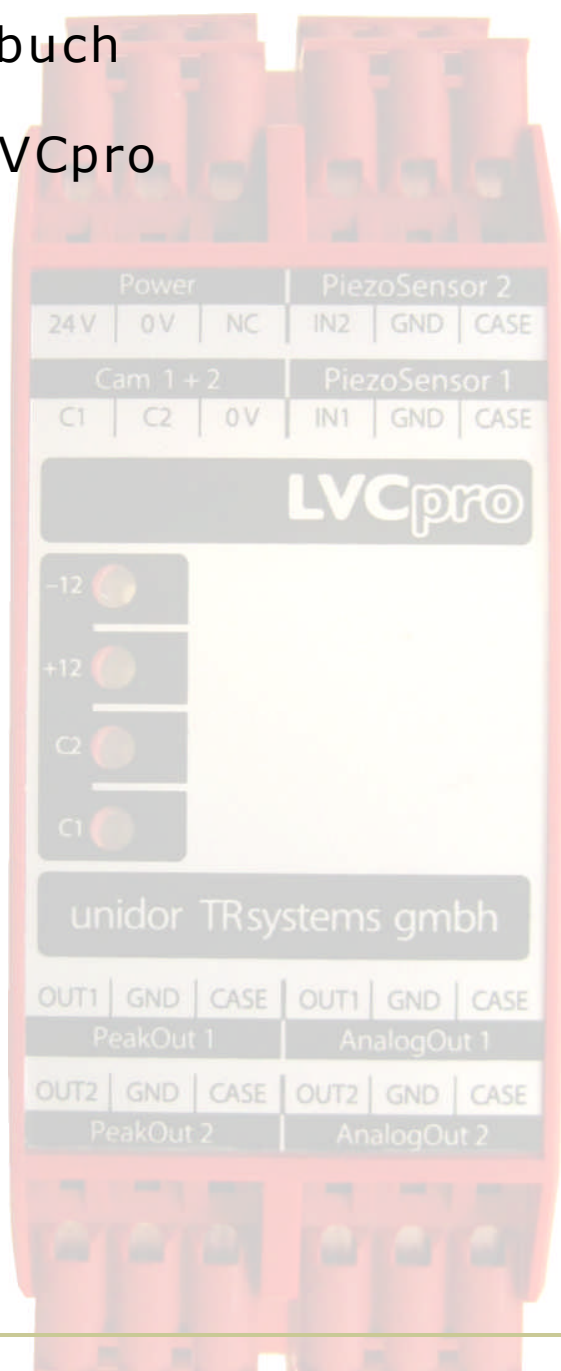 buch
VCpro
Power PiezoSensor 2
24 V 0 V NC IN2 GND CASE
Cam 1 + 2 PiezoSensor 1
C1 C2 0 V IN1 GND CASE
LVCpro
–12
+12
C2
C1
unidor TRsystems gmbh
OUT1 GND CASE OUT1 GND CASE
PeakOut 1 AnalogOut 1
OUT2 GND CASE OUT2 GND CASE
PeakOut 2 AnalogOut 2